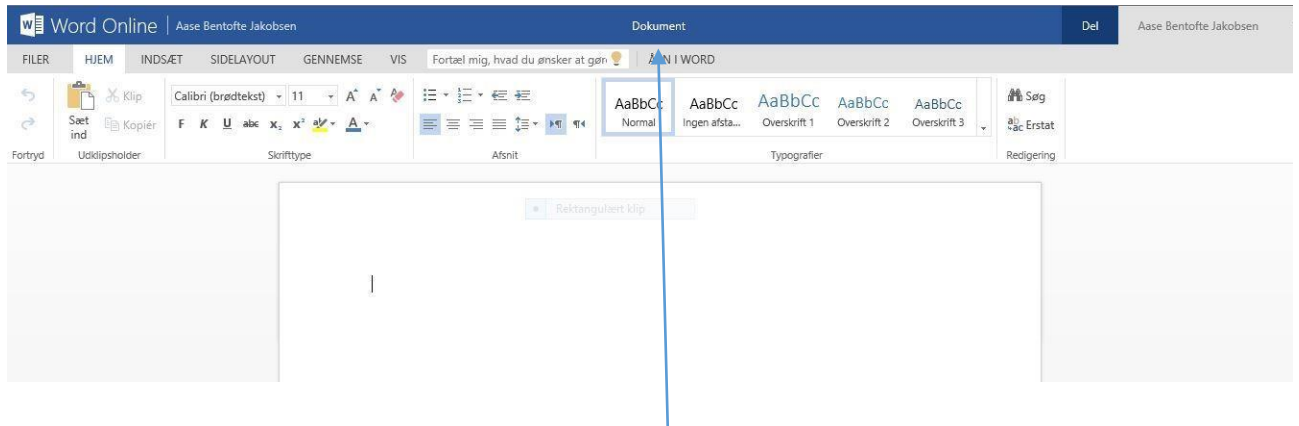 Word Online | Aase Bentofte Jakobsen Dokument Del Aase Bentofte Jakobsen
FILER HJEM INDSÆT SIDELAYOUT GENNEMSE VIS Fortæl mig, hvad du ønsker at gøre N I WORD
Klip Calibri (brødtekst) 11 A A AaBbCc AaBbCc AaBbCc AaBbCc AaBbCc Søg
Sæt ind Kopiér F K U abc x₂ x² ab A Normal Ingen afsta... Overskrift 1 Overskrift 2 Overskrift 3 Erstat
Fortryd Udklipsholder Skrifttype Afsnit Typografier Redigering
Rektangulært klip